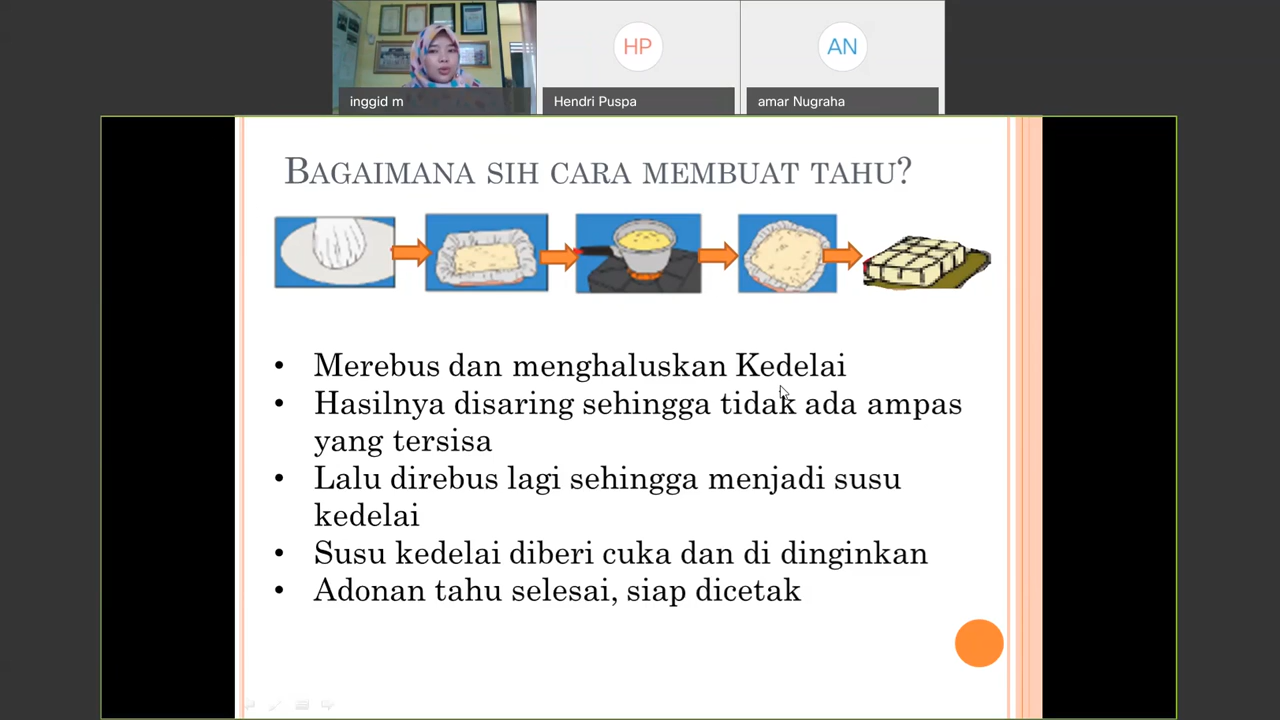 HP
AN
inggid m
Hendri Puspa
amar Nugraha
BAGAIMANA SIH CARA MEMBUAT TAHU?
• Merebus dan menghaluskan Kedelai
• Hasilnya disaring sehingga tidak ada ampas
yang tersisa
• Lalu direbus lagi sehingga menjadi susu
kedelai
• Susu kedelai diberi cuka dan di dinginkan
• Adonan tahu selesai, siap dicetak